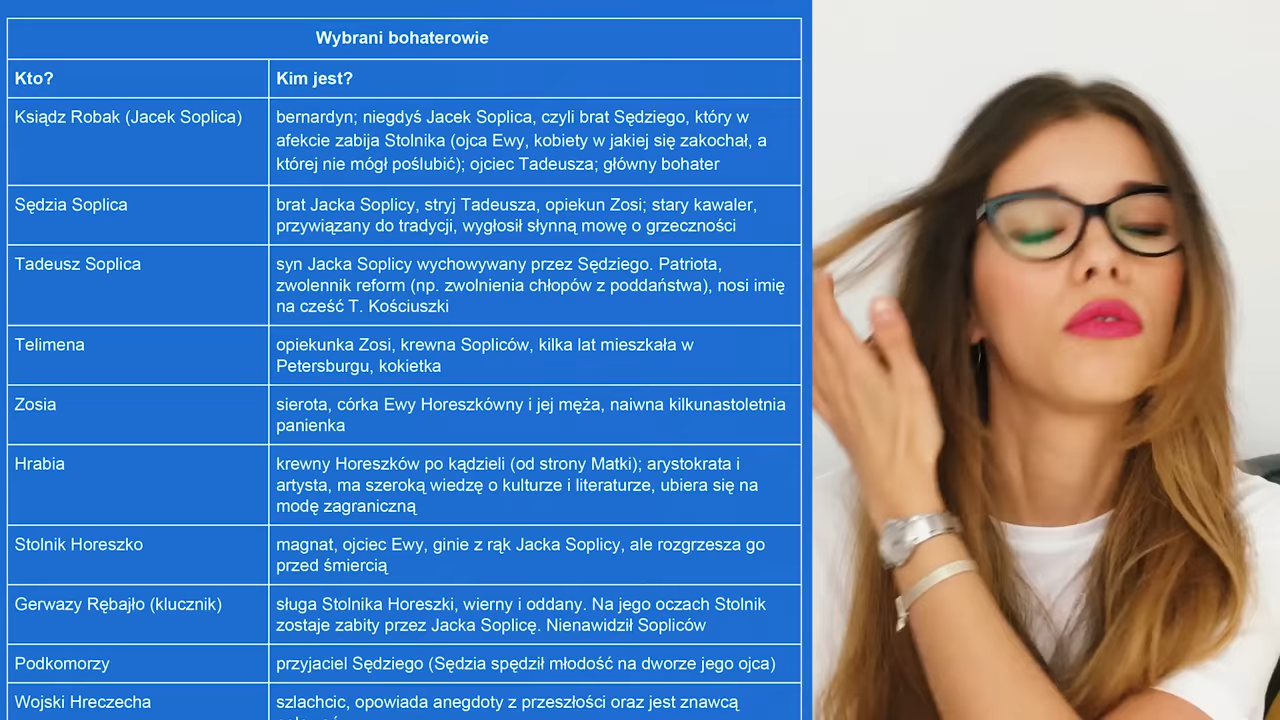 Wybrani bohaterowie
Kto?
Kim jest?
Ksiądz Robak (Jacek Soplica)
bernardyn; niegdyś Jacek Soplica, czyli brat Sędziego, który w
afekcie zabija Stolnika (ojca Ewy, kobiety w jakiej się zakochał, a
której nie mógł poślubić); ojciec Tadeusza; główny bohater
Sędzia Soplica
brat Jacka Soplicy, stryj Tadeusza, opiekun Zosi; stary kawaler,
przywiązany do tradycji, wygłosił słynną mowę o grzeczności
Tadeusz Soplica
syn Jacka Soplicy wychowywany przez Sędziego. Patriota,
zwolennik reform (np. zwolnienia chłopów z poddaństwa), nosi imię
na cześć T. Kościuszki
Telimena
opiekunka Zosi, krewna Sopliców, kilka lat mieszkała w
Petersburgu, kokietka
Zosia
sierota, córka Ewy Horeszkówny i jej męża, naiwna kilkunastoletnia
panienka
Hrabia
krewny Horeszków po kądzieli (od strony Matki); arystokrata i
artysta, ma szeroką wiedzę o kulturze i literaturze, ubiera się na
modę zagraniczną
Stolnik Horeszko
magnat, ojciec Ewy, ginie z rąk Jacka Soplicy, ale rozgrzesza go
przed śmiercią
Gerwazy Rębajło (klucznik)
sługa Stolnika Horeszki, wierny i oddany. Na jego oczach Stolnik
zostaje zabity przez Jacka Soplicę. Nienawidził Sopliców
Podkomorzy
przyjaciel Sędziego (Sędzia spędził młodość na dworze jego ojca)
Wojski Hreczecha
szlachcic, opowiada anegdoty z przeszłości oraz jest znawcą